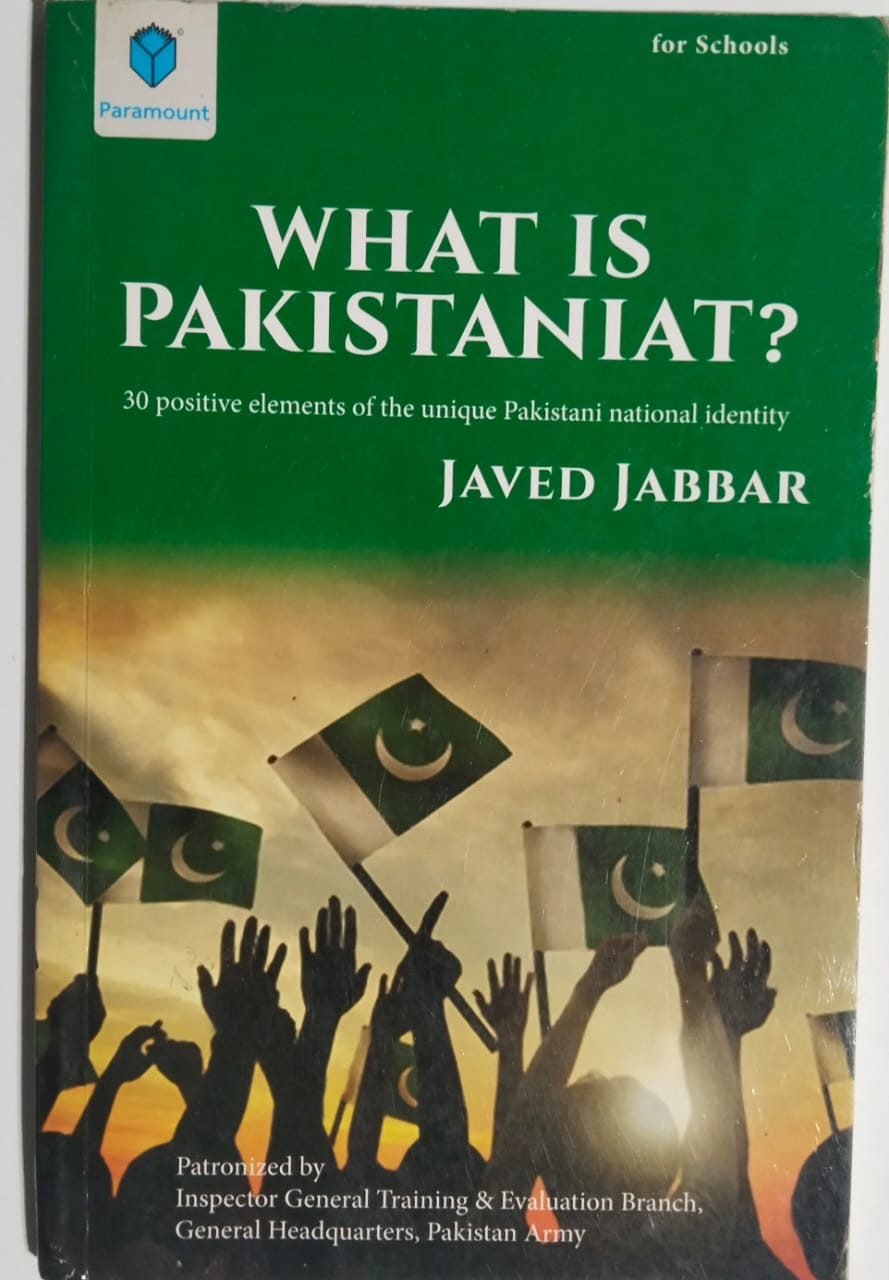 for Schools
Paramount
WHAT IS
PAKISTANIAT?
30 positive elements of the unique Pakistani national identity
JAVED JABBAR
Patronized by
Inspector General Training & Evaluation Branch,
General Headquarters, Pakistan Army